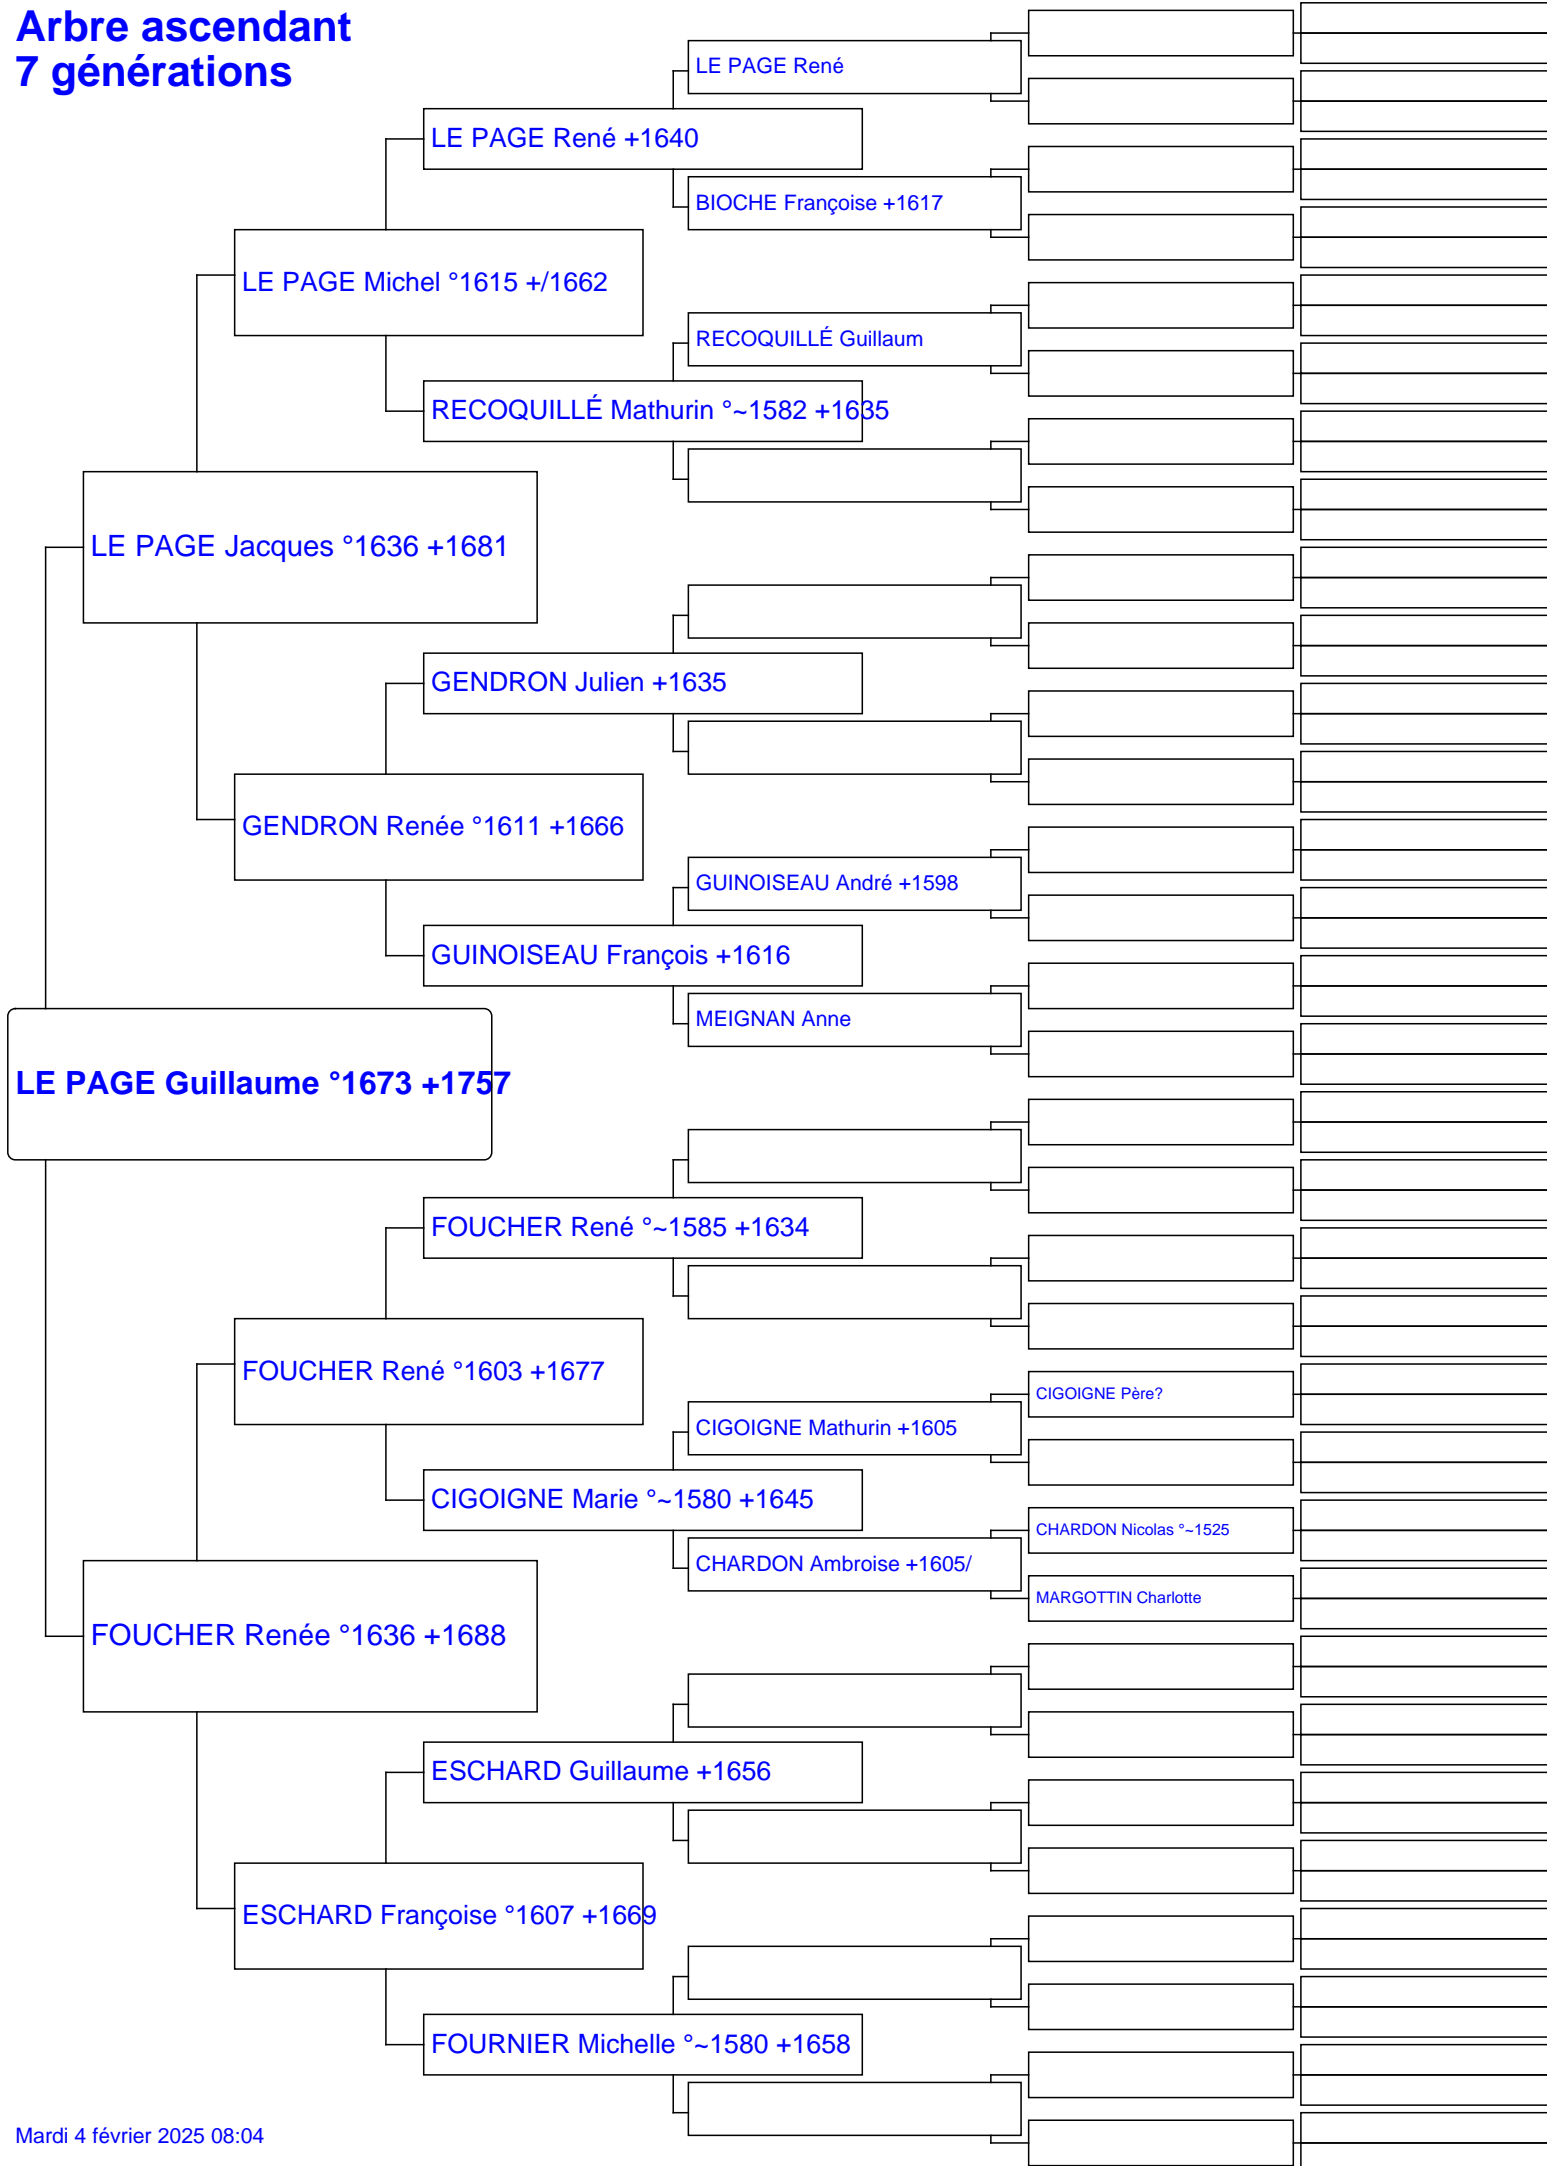 Arbre ascendant
7 générations
LE PAGE René
LE PAGE René +1640
BIOCHE Françoise +1617
LE PAGE Michel °1615 +/1662
RECOQUILLÉ Guillaum
RECOQUILLÉ Mathurin °~1582 +1635
LE PAGE Jacques °1636 +1681
GENDRON Julien +1635
GENDRON Renée °1611 +1666
GUINOISEAU André +1598
GUINOISEAU François +1616
MEIGNAN Anne
LE PAGE Guillaume °1673 +1757
FOUCHER René °~1585 +1634
FOUCHER René °1603 +1677
CIGOIGNE Père?
CIGOIGNE Mathurin +1605
CIGOIGNE Marie °~1580 +1645
CHARDON Nicolas °~1525
CHARDON Ambroise +1605/
MARGOTTIN Charlotte
FOUCHER Renée °1636 +1688
ESCHARD Guillaume +1656
ESCHARD Françoise °1607 +1669
FOURNIER Michelle °~1580 +1658
Mardi 4 février 2025 08:04